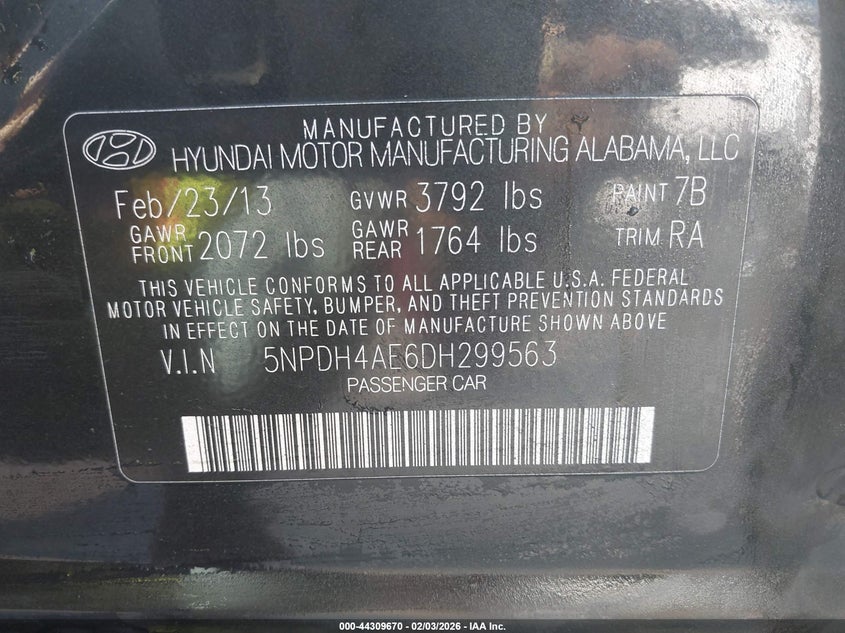 MANUFACTURED BY
HYUNDAI MOTOR MANUFACTURING ALABAMA, LLC
Feb/23/13 GVWR 3792 lbs PAINT 7B
GAWR FRONT 2072 lbs GAWR REAR 1764 lbs TRIM RA
THIS VEHICLE CONFORMS TO ALL APPLICABLE U.S.A. FEDERAL
MOTOR VEHICLE SAFETY, BUMPER, AND THEFT PREVENTION STANDARDS
IN EFFECT ON THE DATE OF MANUFACTURE SHOWN ABOVE
V.I.N 5NPDH4AE6DH299563
PASSENGER CAR
000-44309670 - 02/03/2026 - IAA Inc.